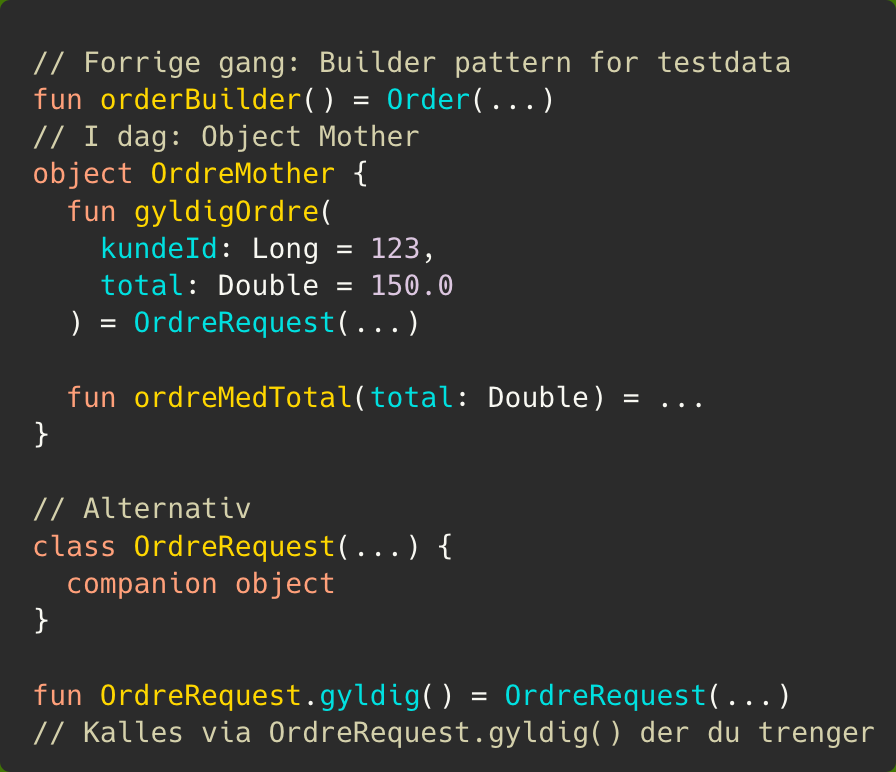 // Forrige gang: Builder pattern for testdata
fun orderBuilder() = Order(...)
// I dag: Object Mother
object OrdreMother {
  fun gyldigOrdre(
    kundeId: Long = 123,
    total: Double = 150.0
  ) = OrdreRequest(...)

  fun ordreMedTotal(total: Double) = ...
}

// Alternativ
class OrdreRequest(...) {
  companion object
}

fun OrdreRequest.gyldig() = OrdreRequest(...)
// Kalles via OrdreRequest.gyldig() der du trenger